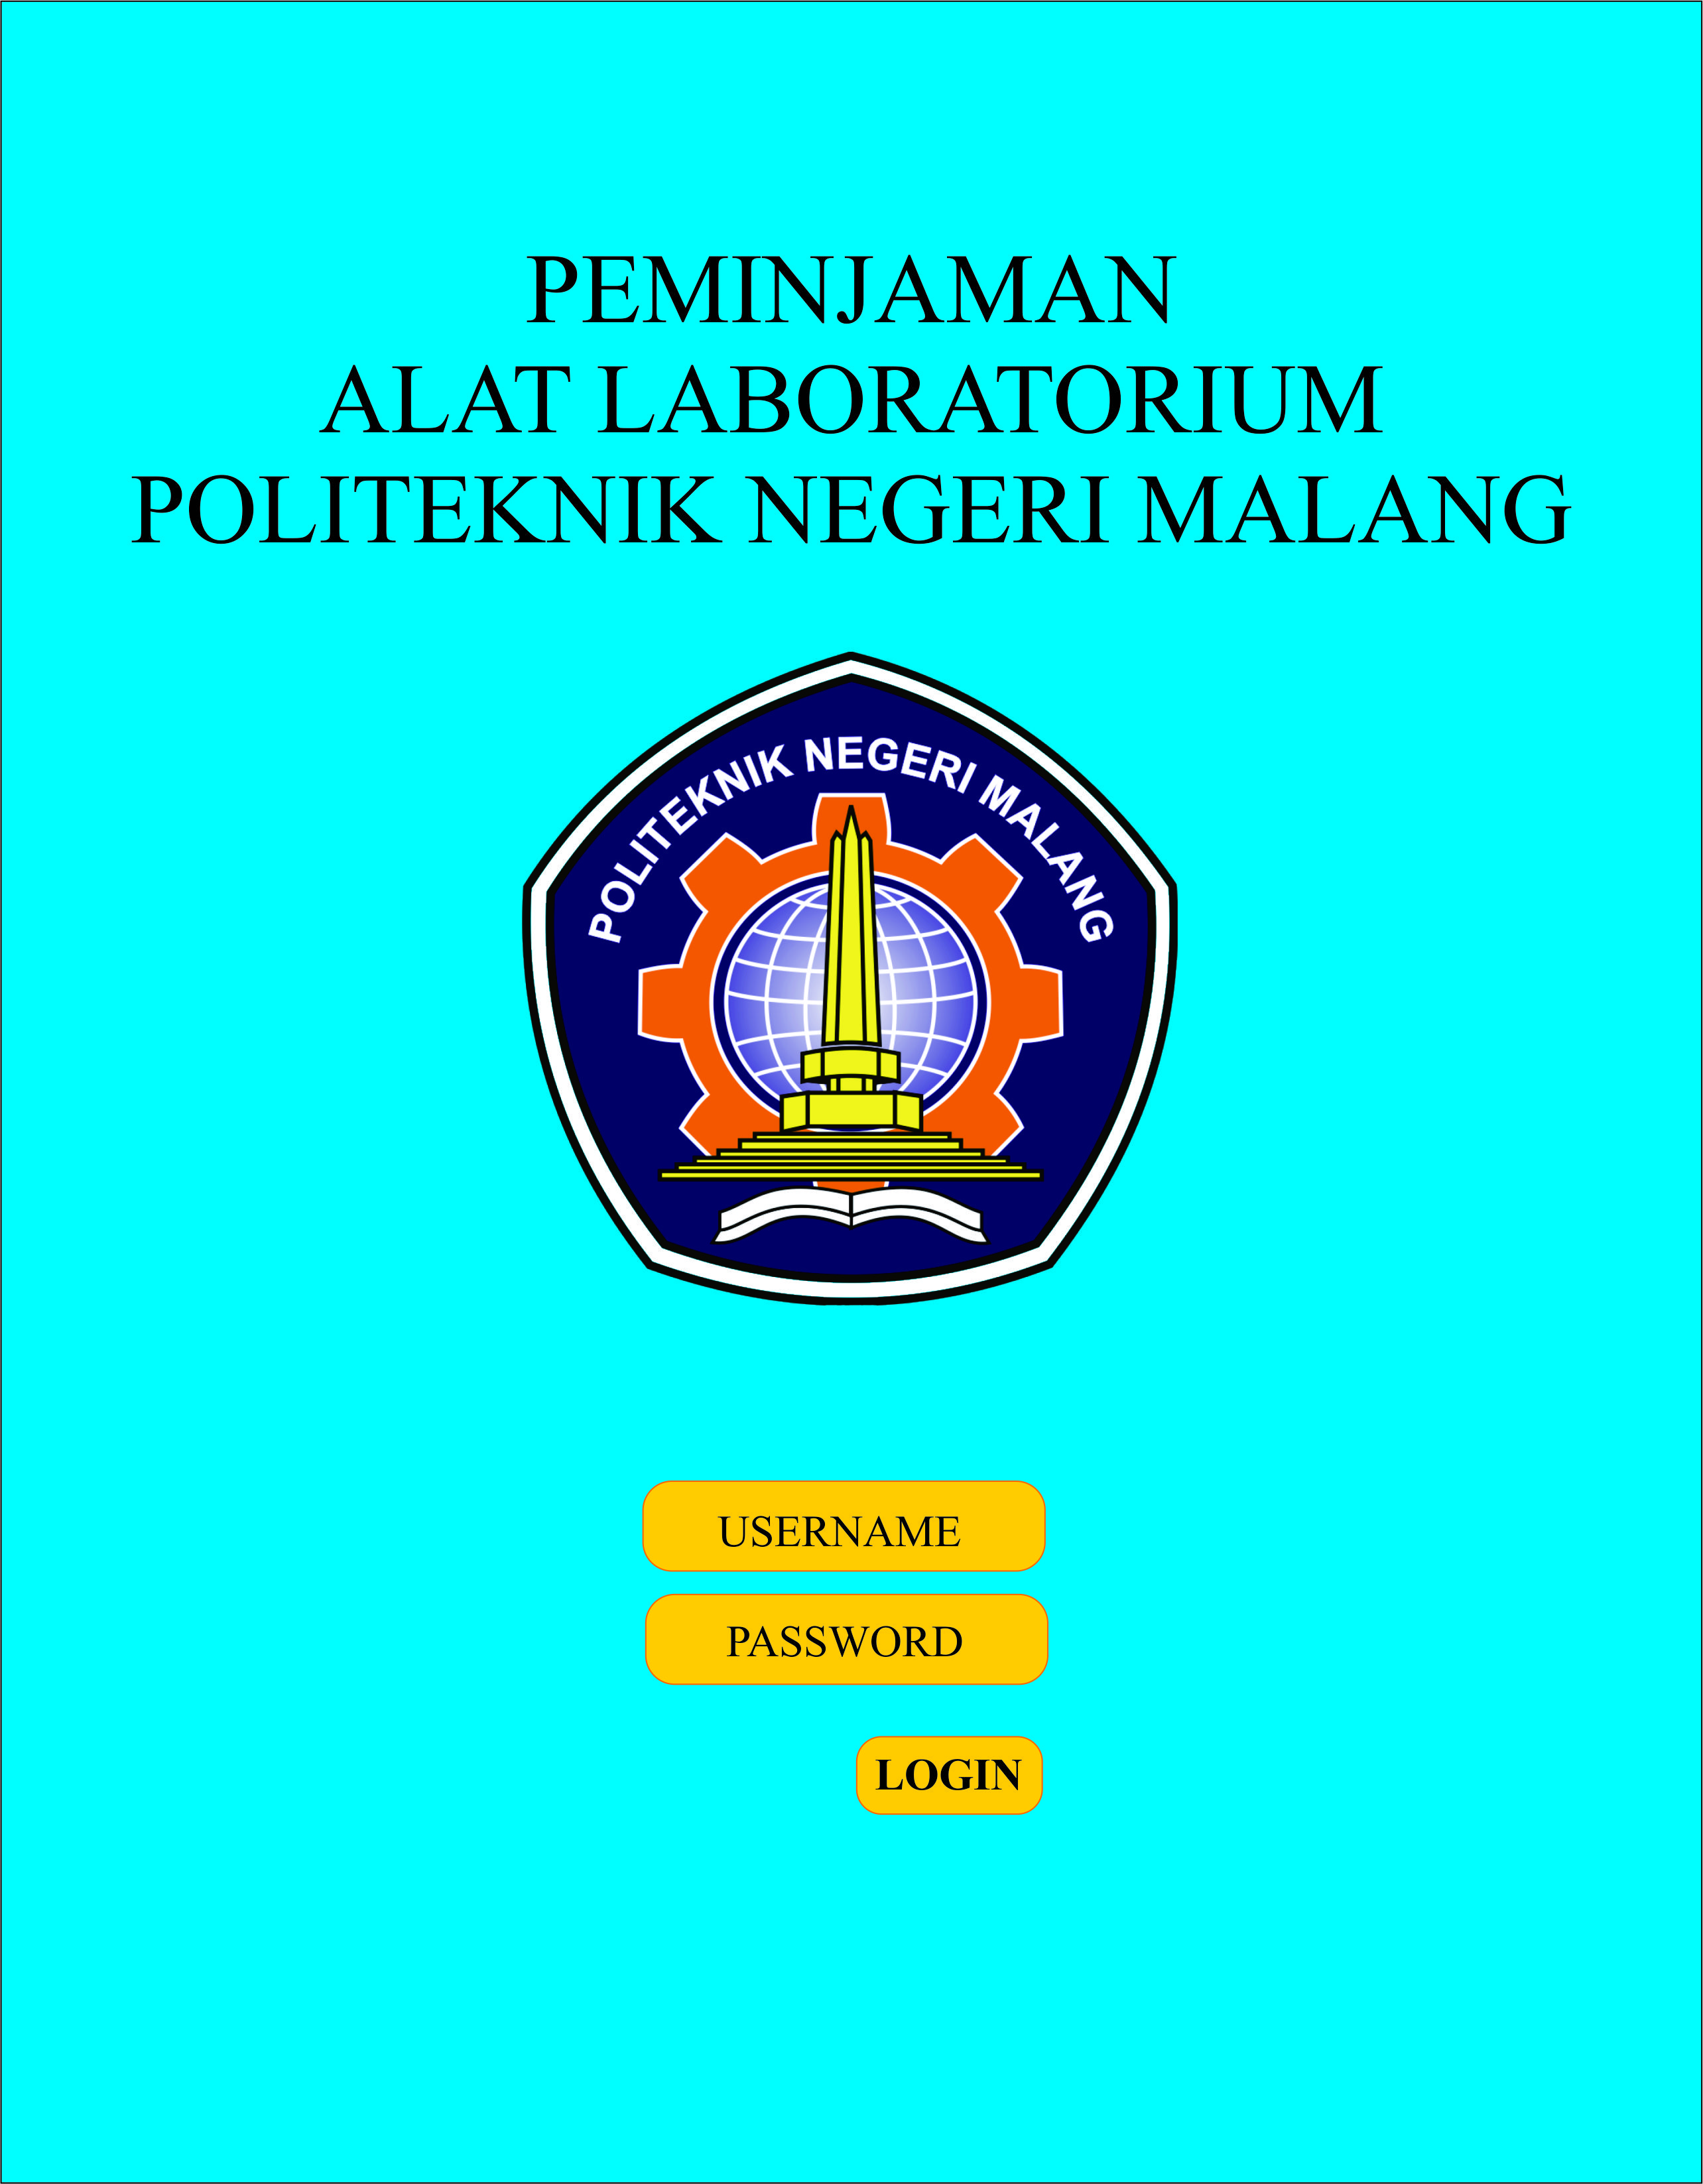 PEMINJAMAN
ALAT LABORATORIUM
POLITEKNIK NEGERI MALANG
POLITEKNIK NEGERI MALANG
USERNAME
PASSWORD
LOGIN